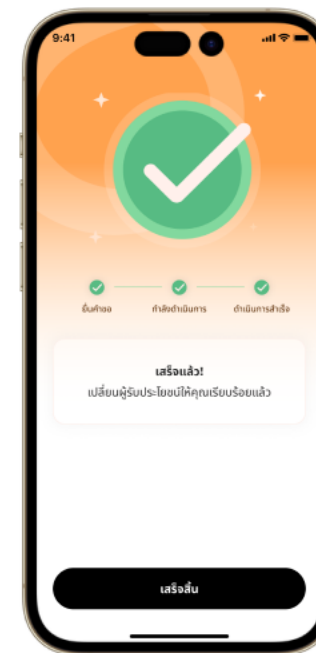 9:41
ยื่นคำขอ
กำลังดำเนินการ
ดำเนินการสำเร็จ
เสร็จแล้ว!
เปลี่ยนผู้รับประโยชน์ให้คุณเรียบร้อยแล้ว
เสร็จสิ้น